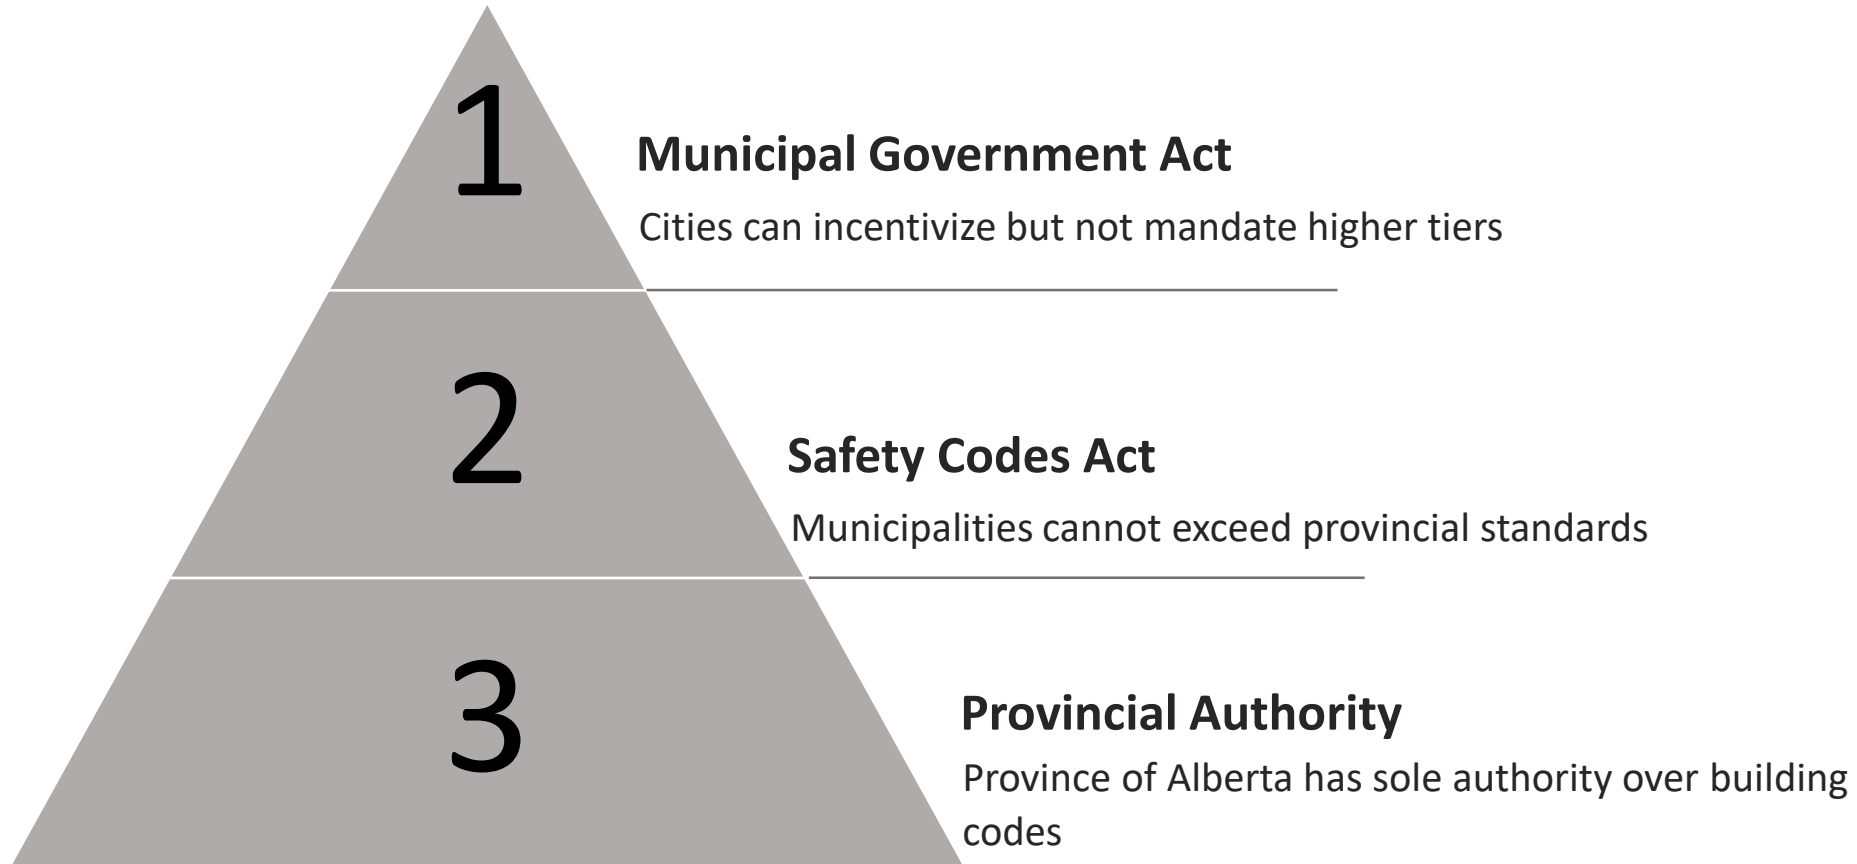 1
Municipal Government Act
Cities can incentivize but not mandate higher tiers
2
Safety Codes Act
Municipalities cannot exceed provincial standards
3
Provincial Authority
Province of Alberta has sole authority over building
codes